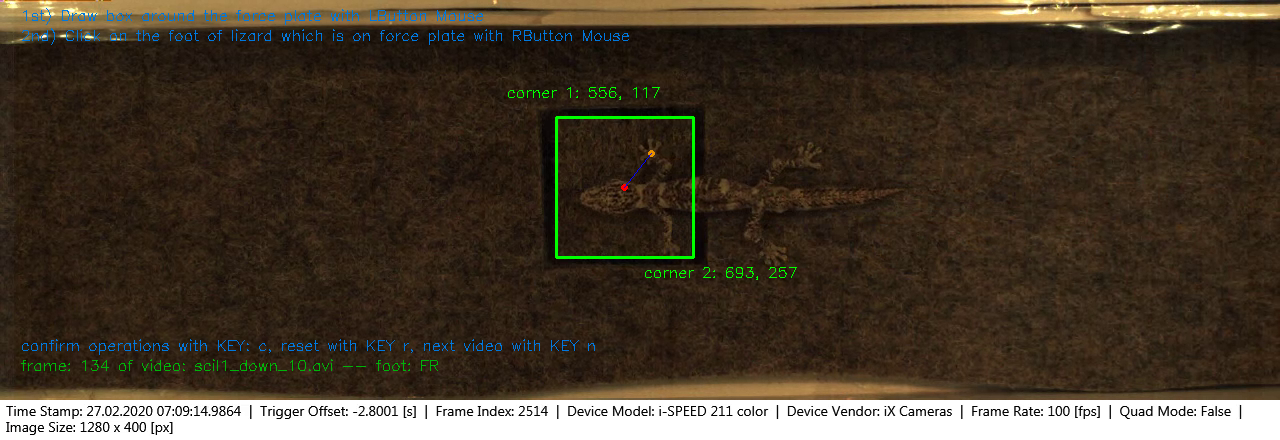 1st) Draw box around the force plate with LButton Mouse
2nd) Click on the foot of lizard which is on force plate with RButton Mouse
corner 1: 556, 117
corner 2: 693, 257
confirm operations with KEY: c, reset with KEY r, next video with KEY n
frame: 134 of video: scil1_down_10.avi -- foot: FR
Time Stamp: 27.02.2020 07:09:14.9864 | Trigger Offset: -2.8001 [s] | Frame Index: 2514 | Device Model: i-SPEED 211 color | Device Vendor: iX Cameras | Frame Rate: 100 [fps] | Quad Mode: False |
Image Size: 1280 x 400 [px]